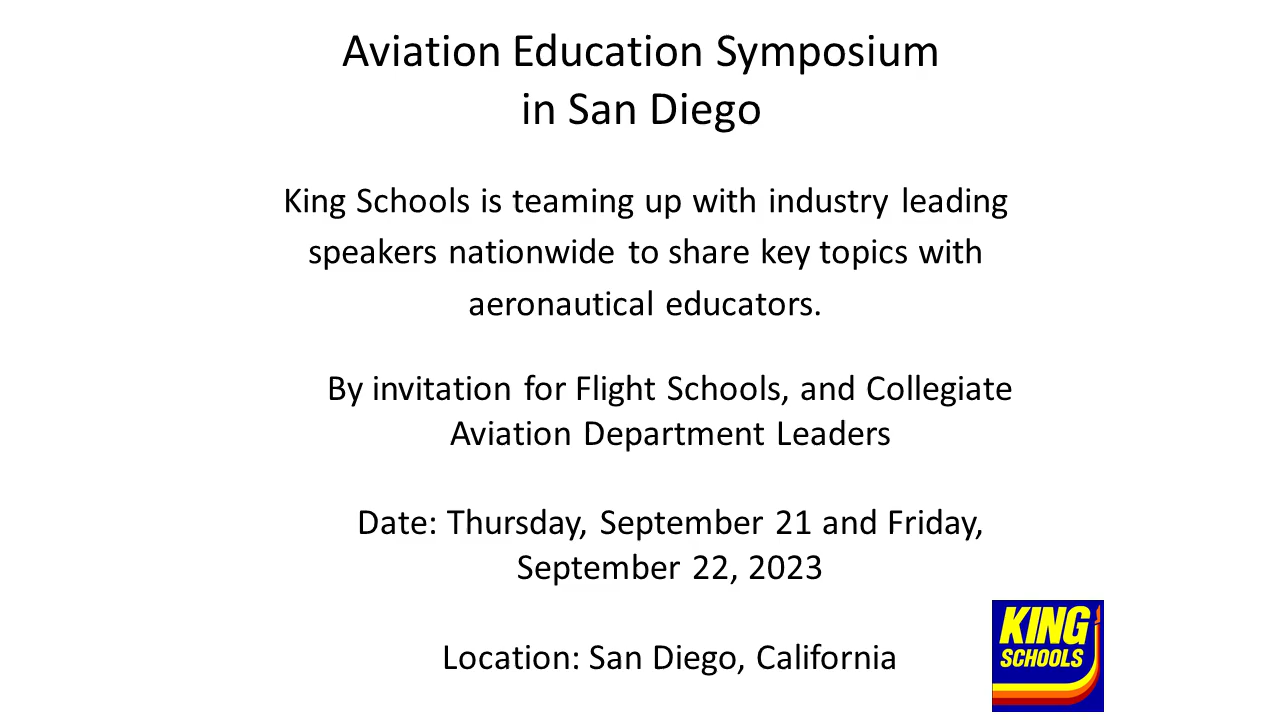 Aviation Education Symposium
in San Diego
King Schools is teaming up with industry leading
speakers nationwide to share key topics with
aeronautical educators.
By invitation for Flight Schools, and Collegiate
Aviation Department Leaders
Date: Thursday, September 21 and Friday,
September 22, 2023
Location: San Diego, California
KING
SCHOOLS